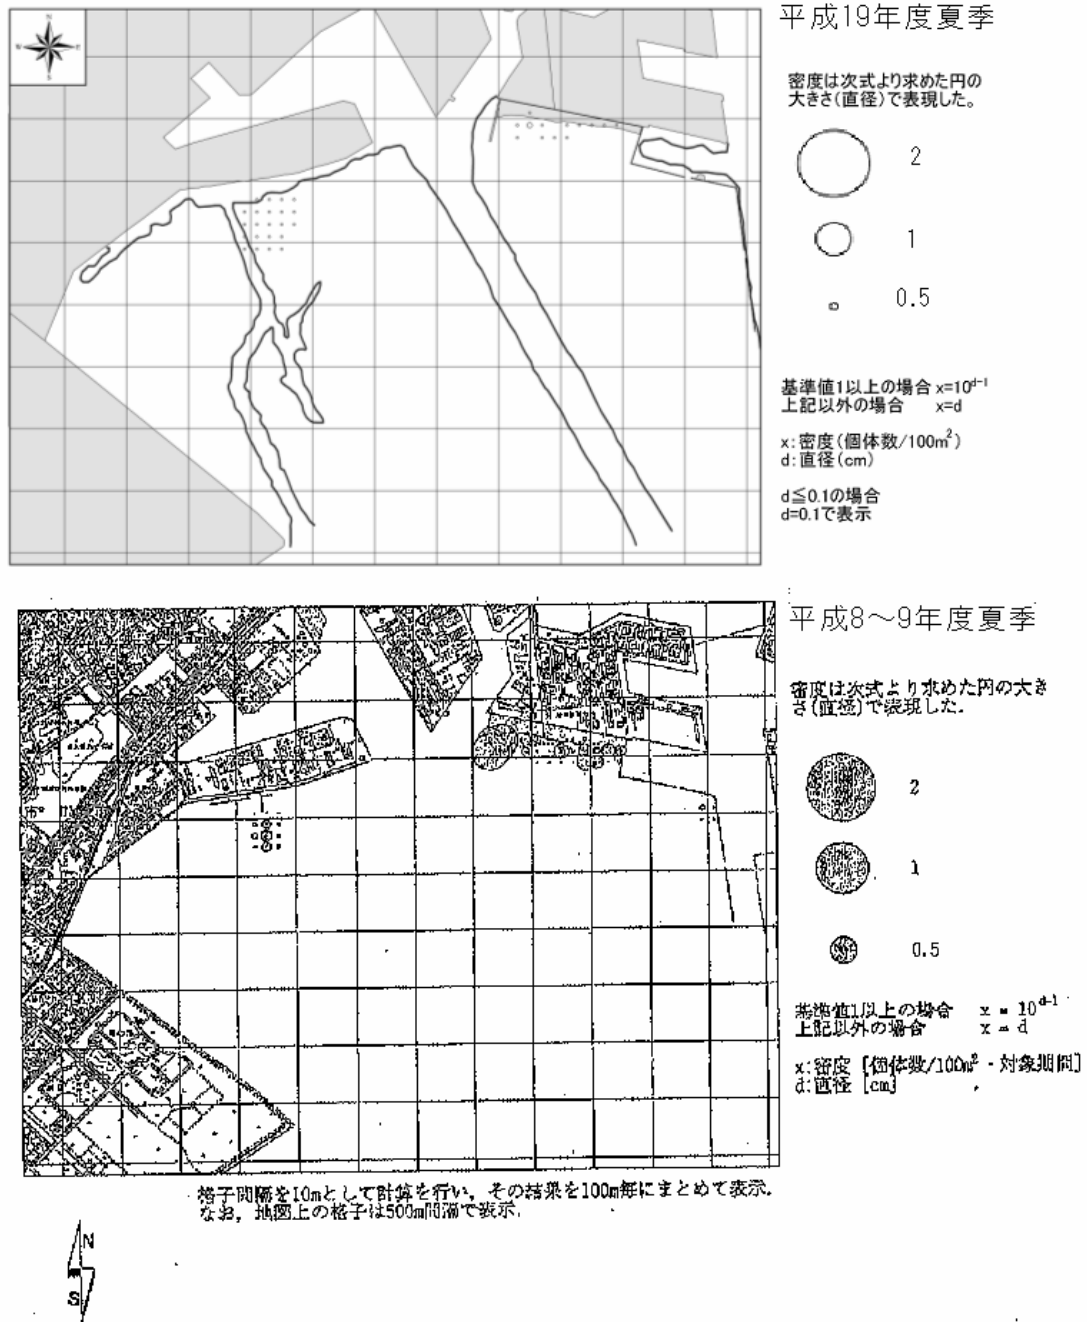 平成19年度夏季
密度は次式より求めた円の
大きさ(直径)で表現した。
2
1
0.5
基準値1以上の場合 x=10^{d-1}
上記以外の場合 x=d
x:密度(個体数/100m²)
d:直径(cm)
d≦0.1の場合
d=0.1で表示
N
W
E
S
平成8～9年度夏季
密度は次式より求めた円の大き
さ(直径)で表現した.
2
1
0.5
基準値1以上の場合 x = 10^{d-1}
上記以外の場合 x = d
x:密度 [個体数/100m²・対象期間]
d:直径 [cm]
格子間隔を10mとして計算を行い, その結果を100m毎にまとめて表示.
なお, 地図上の格子は500m間隔で表示.
N
S